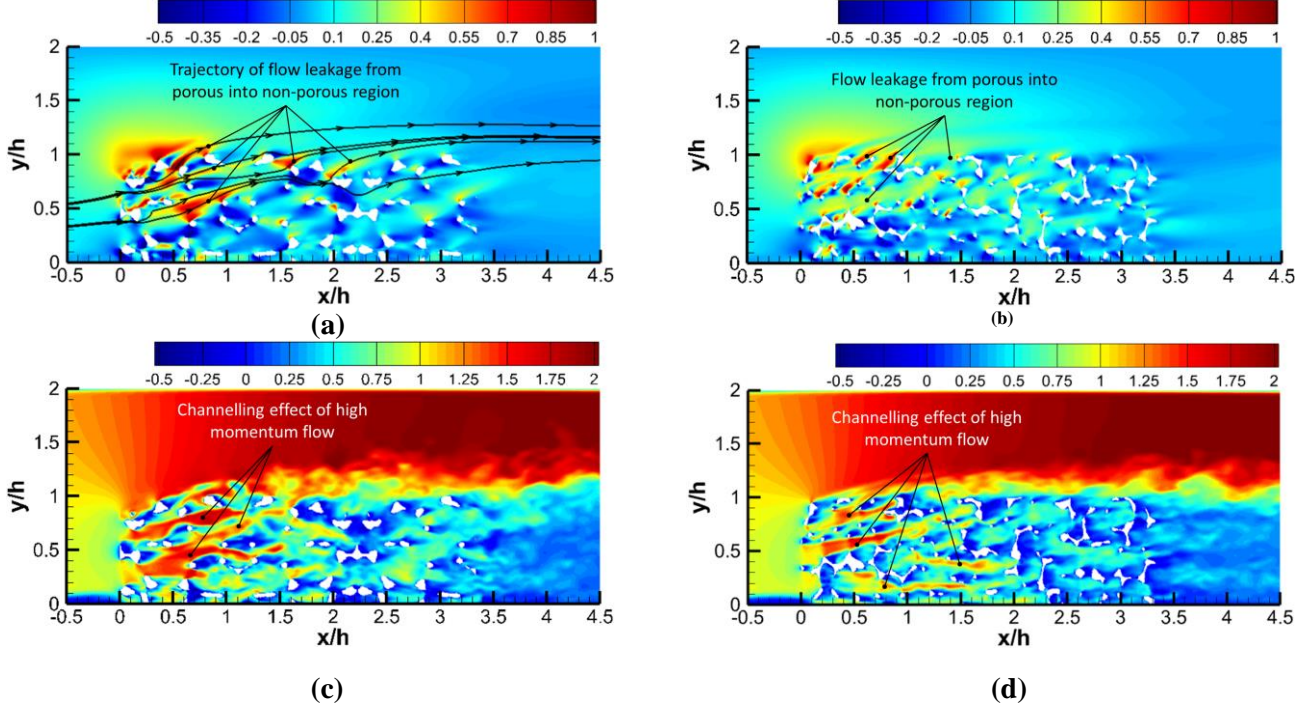 -0.5 -0.35 -0.2 -0.05 0.1 0.25 0.4 0.55 0.7 0.85 1
2
1.5
1
0.5
0
y/h
Trajectory of flow leakage from
porous into non-porous region
-0.5 0 0.5 1 1.5 2 2.5 3 3.5 4 4.5
x/h
(a)
-0.5 -0.35 -0.2 -0.05 0.1 0.25 0.4 0.55 0.7 0.85 1
2
1.5
1
0.5
0
y/h
Flow leakage from porous into
non-porous region
-0.5 0 0.5 1 1.5 2 2.5 3 3.5 4 4.5
x/h
(b)
-0.5 -0.25 0 0.25 0.5 0.75 1 1.25 1.5 1.75 2
2
1.5
1
0.5
0
y/h
Channelling effect of high
momentum flow
-0.5 0 0.5 1 1.5 2 2.5 3 3.5 4 4.5
x/h
(c)
-0.5 -0.25 0 0.25 0.5 0.75 1 1.25 1.5 1.75 2
2
1.5
1
0.5
0
y/h
Channelling effect of high
momentum flow
-0.5 0 0.5 1 1.5 2 2.5 3 3.5 4 4.5
x/h
(d)